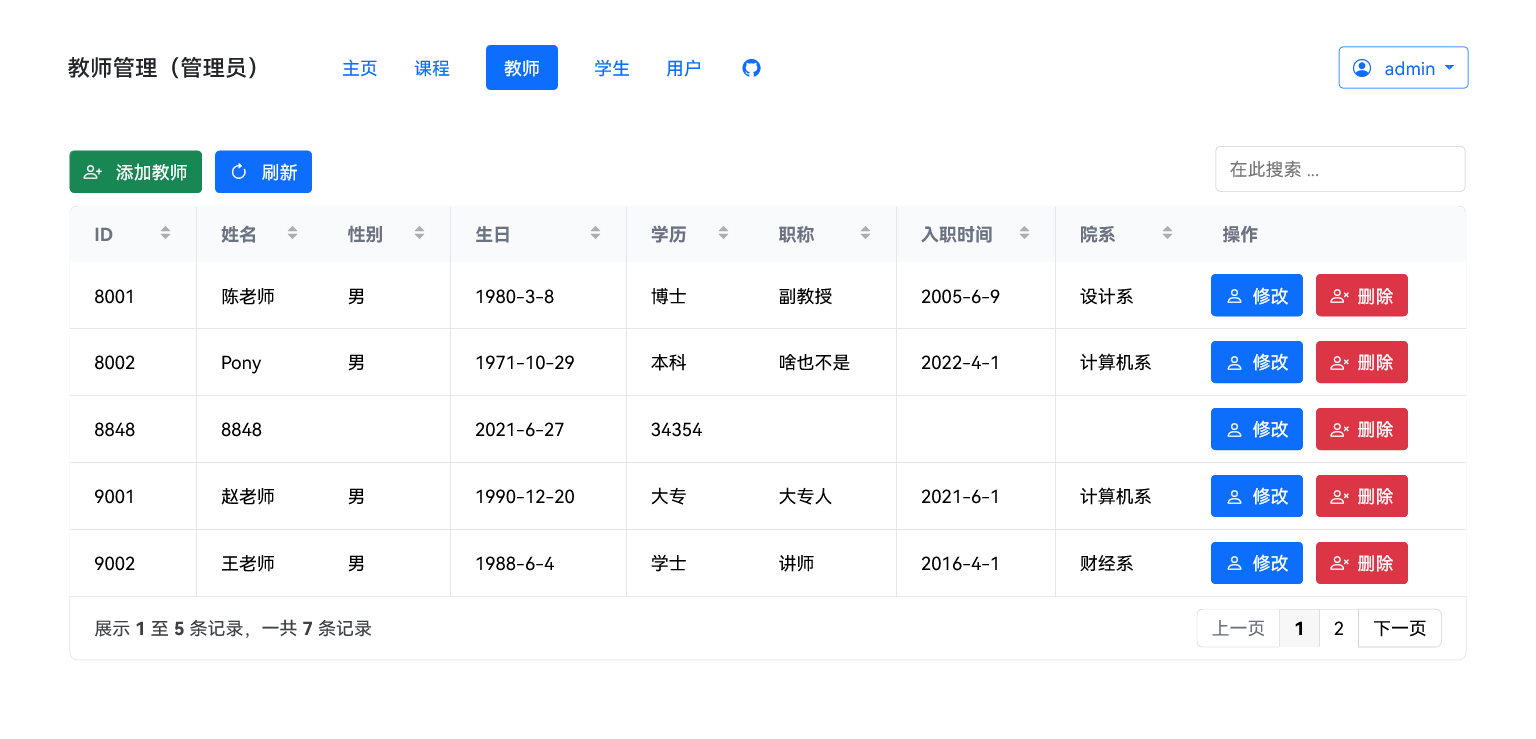 教师管理（管理员） 主页 课程 教师 学生 用户 admin
添加教师 刷新 在此搜索 ...
ID 姓名 性别 生日 学历 职称 入职时间 院系 操作
8001 陈老师 男 1980-3-8 博士 副教授 2005-6-9 设计系 修改 删除
8002 Pony 男 1971-10-29 本科 啥也不是 2022-4-1 计算机系 修改 删除
8848 8848 2021-6-27 34354 修改 删除
9001 赵老师 男 1990-12-20 大专 大专人 2021-6-1 计算机系 修改 删除
9002 王老师 男 1988-6-4 学士 讲师 2016-4-1 财经系 修改 删除
展示 1 至 5 条记录，一共 7 条记录 上一页 1 2 下一页